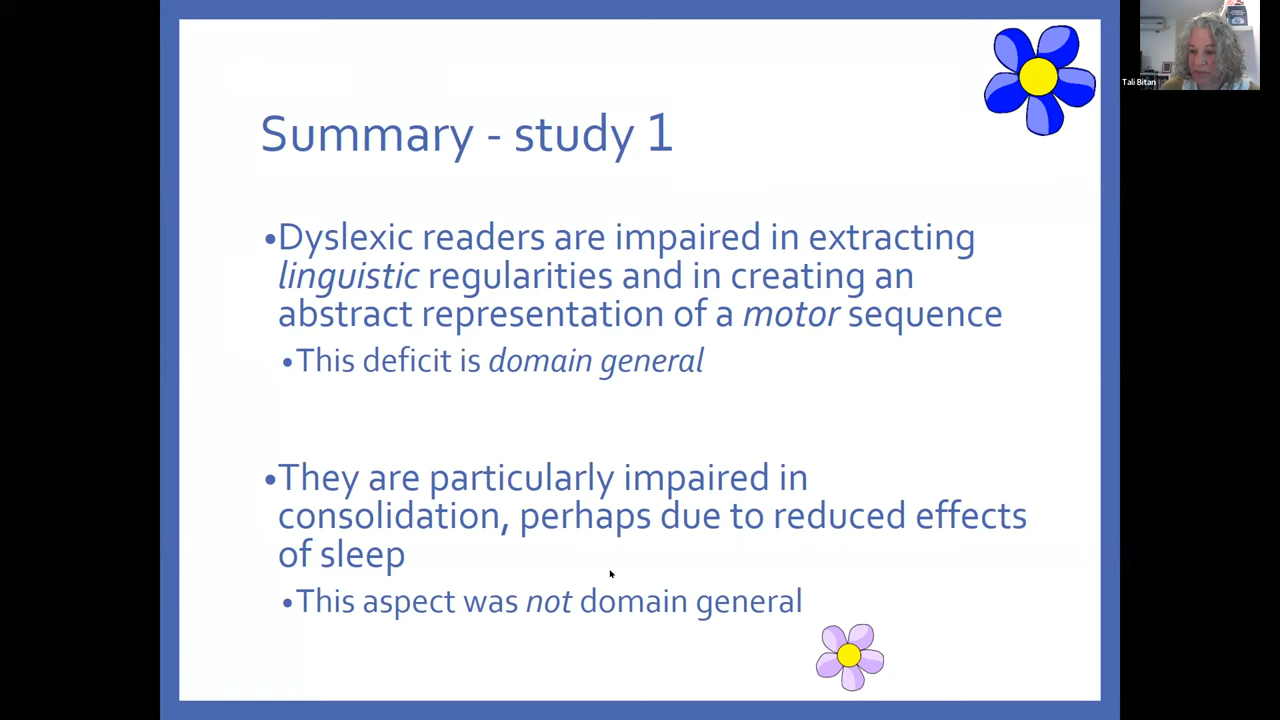 Summary - study 1
•Dyslexic readers are impaired in extracting
linguistic regularities and in creating an
abstract representation of a motor sequence
•This deficit is domain general
•They are particularly impaired in
consolidation, perhaps due to reduced effects
of sleep
•This aspect was not domain general
Tali Bitan